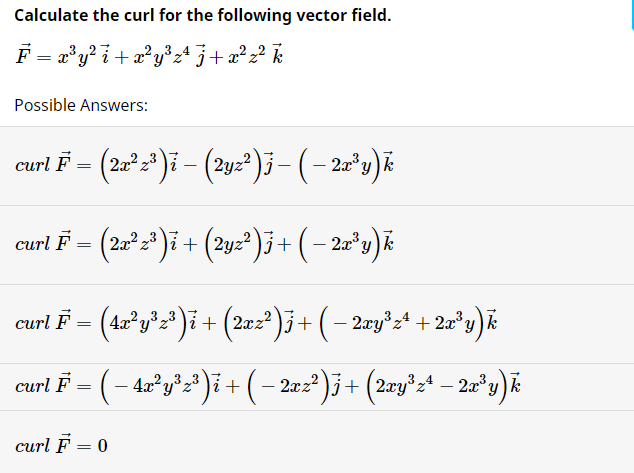 Calculate the curl for the following vector field.
$\vec{F} = x^3y^2\,\vec{i} + x^2y^3z^4\,\vec{j} + x^2z^2\,\vec{k}$
Possible Answers:
$curl\ \vec{F} = \left(2x^2z^3\right)\vec{i} - \left(2yz^2\right)\vec{j} - \left(-2x^3y\right)\vec{k}$
$curl\ \vec{F} = \left(2x^2z^3\right)\vec{i} + \left(2yz^2\right)\vec{j} + \left(-2x^3y\right)\vec{k}$
$curl\ \vec{F} = \left(4x^2y^3z^3\right)\vec{i} + \left(2xz^2\right)\vec{j} + \left(-2xy^3z^4 + 2x^3y\right)\vec{k}$
$curl\ \vec{F} = \left(-4x^2y^3z^3\right)\vec{i} + \left(-2xz^2\right)\vec{j} + \left(2xy^3z^4 - 2x^3y\right)\vec{k}$
$curl\ \vec{F} = 0$